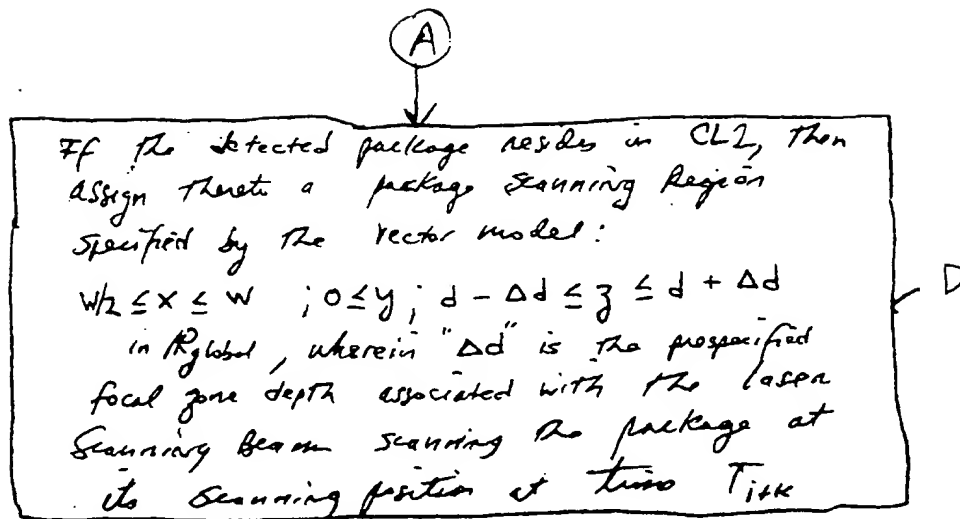 A
If the detected package resides in CL2, then
assign thereto a package scanning Region
specified by the vector model:
W/2 ≤ x ≤ W ; 0 ≤ y ; d - Δd ≤ z ≤ d + Δd
in Rglobal, wherein "Δd" is the prespecified
focal zone depth associated with the laser
Scanning Beam scanning the package at
its scanning position at time Ti+k
D